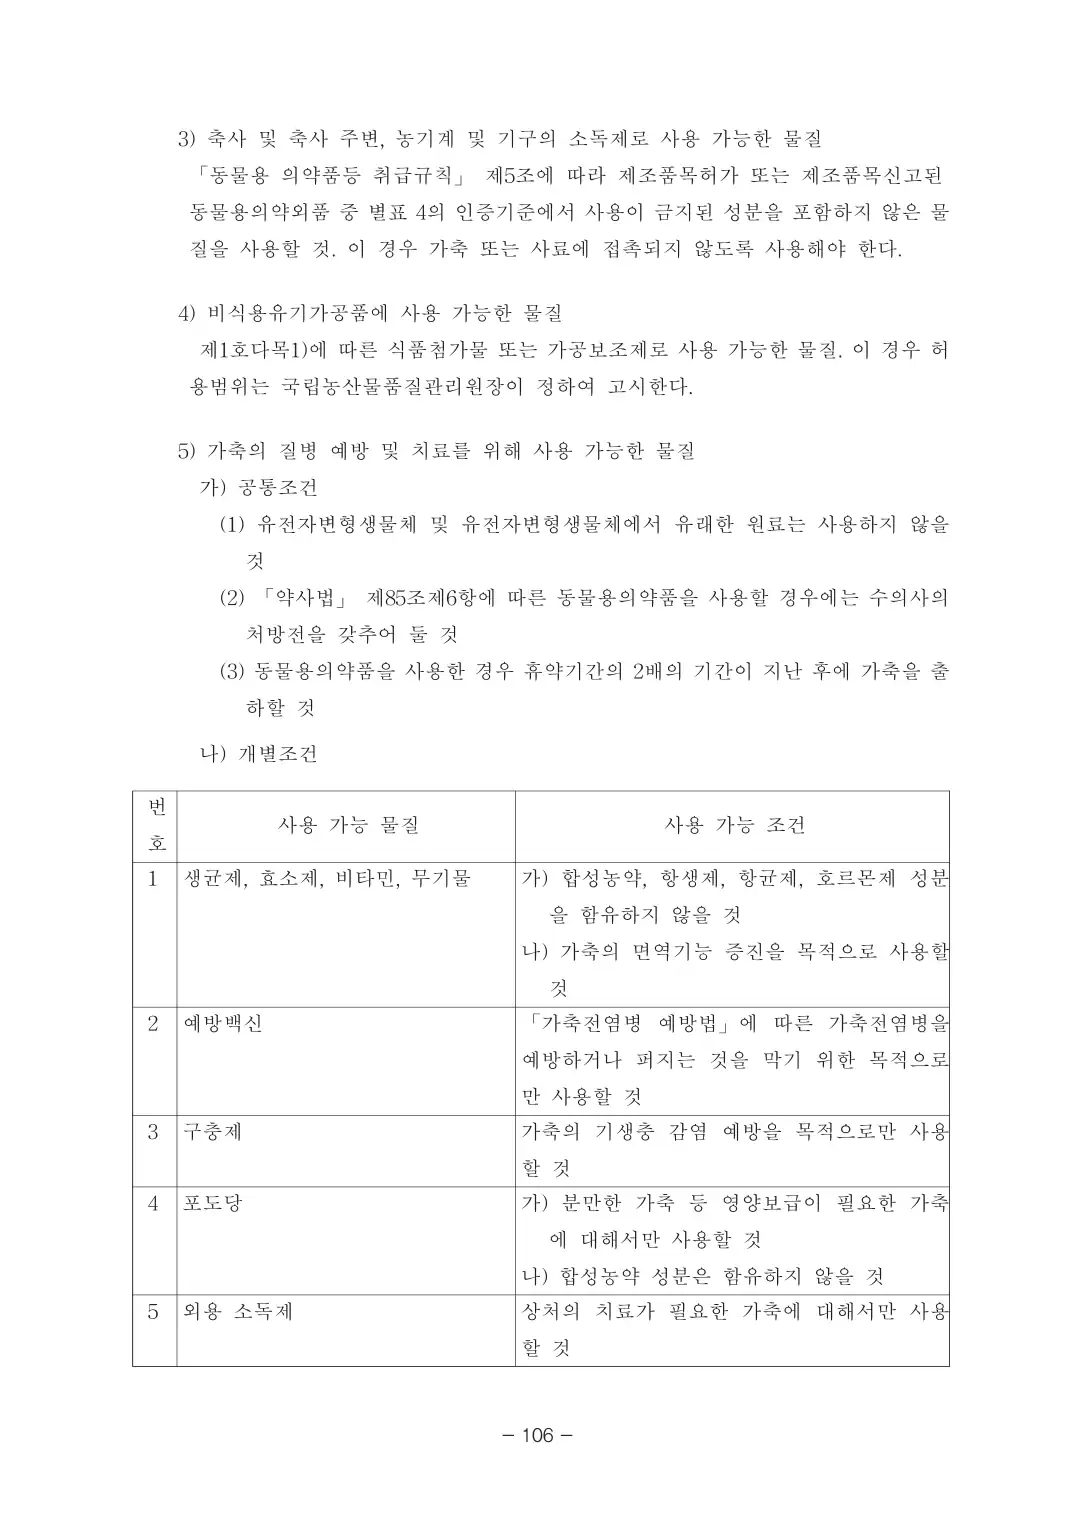 3) 축사 및 축사 주변, 농기계 및 기구의 소독제로 사용 가능한 물질
「동물용 의약품등 취급규칙」 제5조에 따라 제조품목허가 또는 제조품목신고된
동물용의약외품 중 별표 4의 인증기준에서 사용이 금지된 성분을 포함하지 않은 물
질을 사용할 것. 이 경우 가축 또는 사료에 접촉되지 않도록 사용해야 한다.
4) 비식용유기가공품에 사용 가능한 물질
제1호다목1)에 따른 식품첨가물 또는 가공보조제로 사용 가능한 물질. 이 경우 허
용범위는 국립농산물품질관리원장이 정하여 고시한다.
5) 가축의 질병 예방 및 치료를 위해 사용 가능한 물질
가) 공통조건
(1) 유전자변형생물체 및 유전자변형생물체에서 유래한 원료는 사용하지 않을
것
(2) 「약사법」 제85조제6항에 따른 동물용의약품을 사용할 경우에는 수의사의
처방전을 갖추어 둘 것
(3) 동물용의약품을 사용한 경우 휴약기간의 2배의 기간이 지난 후에 가축을 출
하할 것
나) 개별조건
번
호
사용 가능 물질
사용 가능 조건
1
생균제, 효소제, 비타민, 무기물
가) 합성농약, 항생제, 항균제, 호르몬제 성분
을 함유하지 않을 것
나) 가축의 면역기능 증진을 목적으로 사용할
것
2
예방백신
「가축전염병 예방법」에 따른 가축전염병을
예방하거나 퍼지는 것을 막기 위한 목적으로
만 사용할 것
3
구충제
가축의 기생충 감염 예방을 목적으로만 사용
할 것
4
포도당
가) 분만한 가축 등 영양보급이 필요한 가축
에 대해서만 사용할 것
나) 합성농약 성분은 함유하지 않을 것
5
외용 소독제
상처의 치료가 필요한 가축에 대해서만 사용
할 것
- 106 -